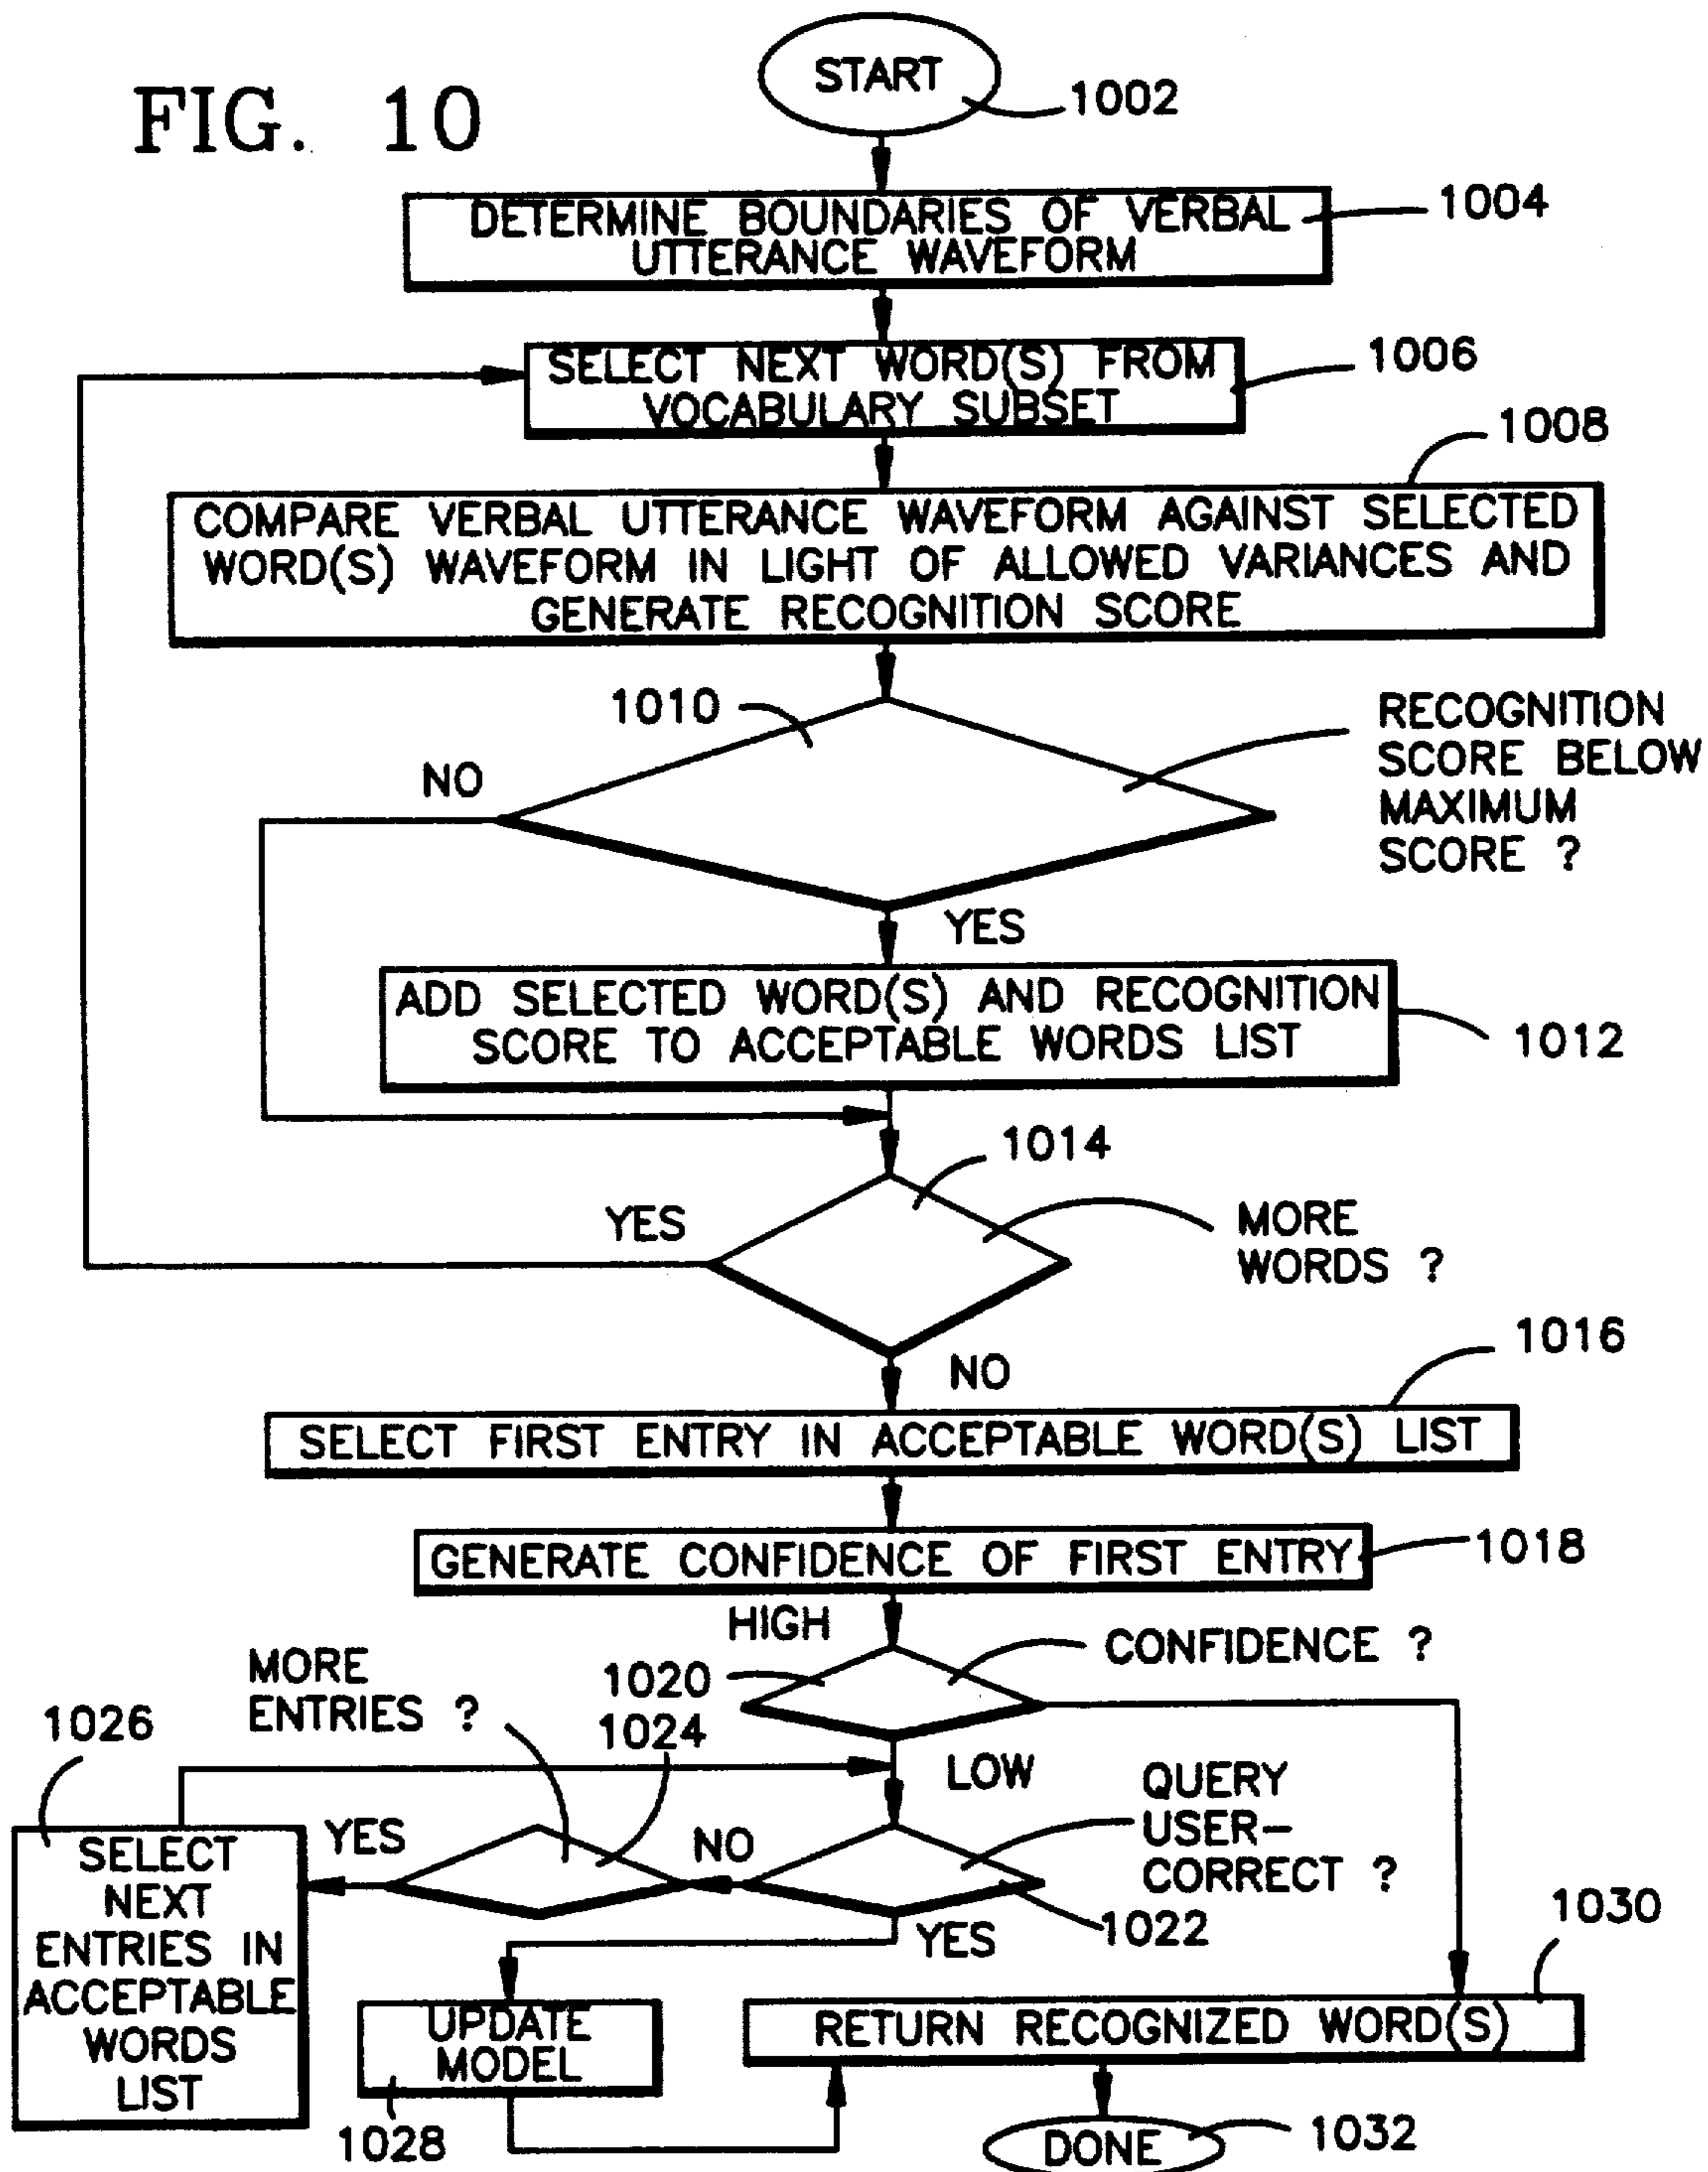 FIG. 10
START
1002
DETERMINE BOUNDARIES OF VERBAL
UTTERANCE WAVEFORM
1004
SELECT NEXT WORD(S) FROM
VOCABULARY SUBSET
1006
1008
COMPARE VERBAL UTTERANCE WAVEFORM AGAINST SELECTED
WORD(S) WAVEFORM IN LIGHT OF ALLOWED VARIANCES AND
GENERATE RECOGNITION SCORE
1010
RECOGNITION
SCORE BELOW
MAXIMUM
SCORE ?
NO
YES
ADD SELECTED WORD(S) AND RECOGNITION
SCORE TO ACCEPTABLE WORDS LIST
1012
1014
YES
MORE
WORDS ?
NO
1016
SELECT FIRST ENTRY IN ACCEPTABLE WORD(S) LIST
GENERATE CONFIDENCE OF FIRST ENTRY
1018
HIGH
CONFIDENCE ?
1020
MORE
ENTRIES ?
1024
1026
LOW
QUERY
USER-
CORRECT ?
YES
NO
1022
YES
SELECT
NEXT
ENTRIES IN
ACCEPTABLE
WORDS
LIST
UPDATE
MODEL
1028
1030
RETURN RECOGNIZED WORD(S)
DONE
1032